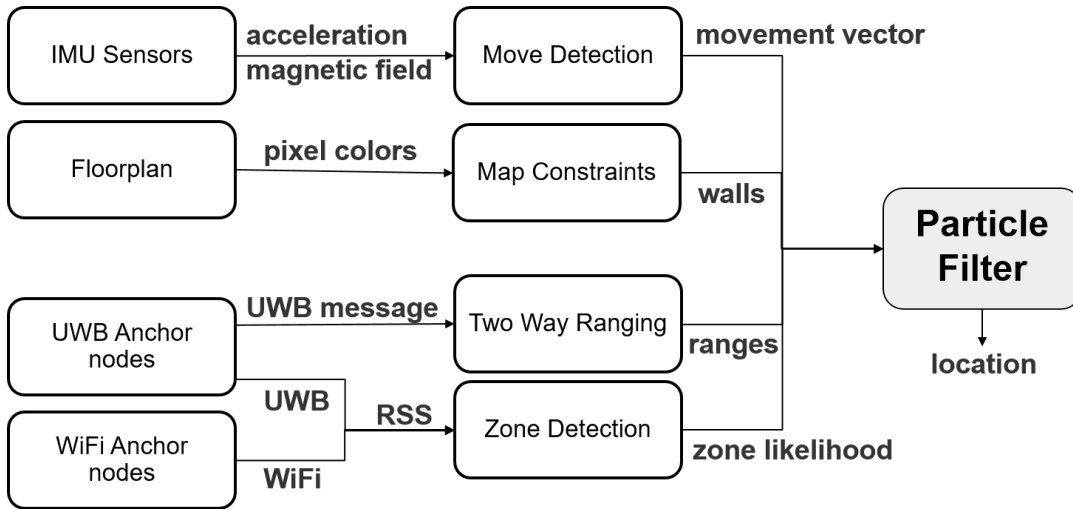 IMU Sensors
acceleration
magnetic field
Move Detection
movement vector
Floorplan
pixel colors
Map Constraints
walls
Particle
Filter
location
UWB Anchor
nodes
UWB message
Two Way Ranging
ranges
UWB
RSS
WiFi Anchor
nodes
WiFi
Zone Detection
zone likelihood